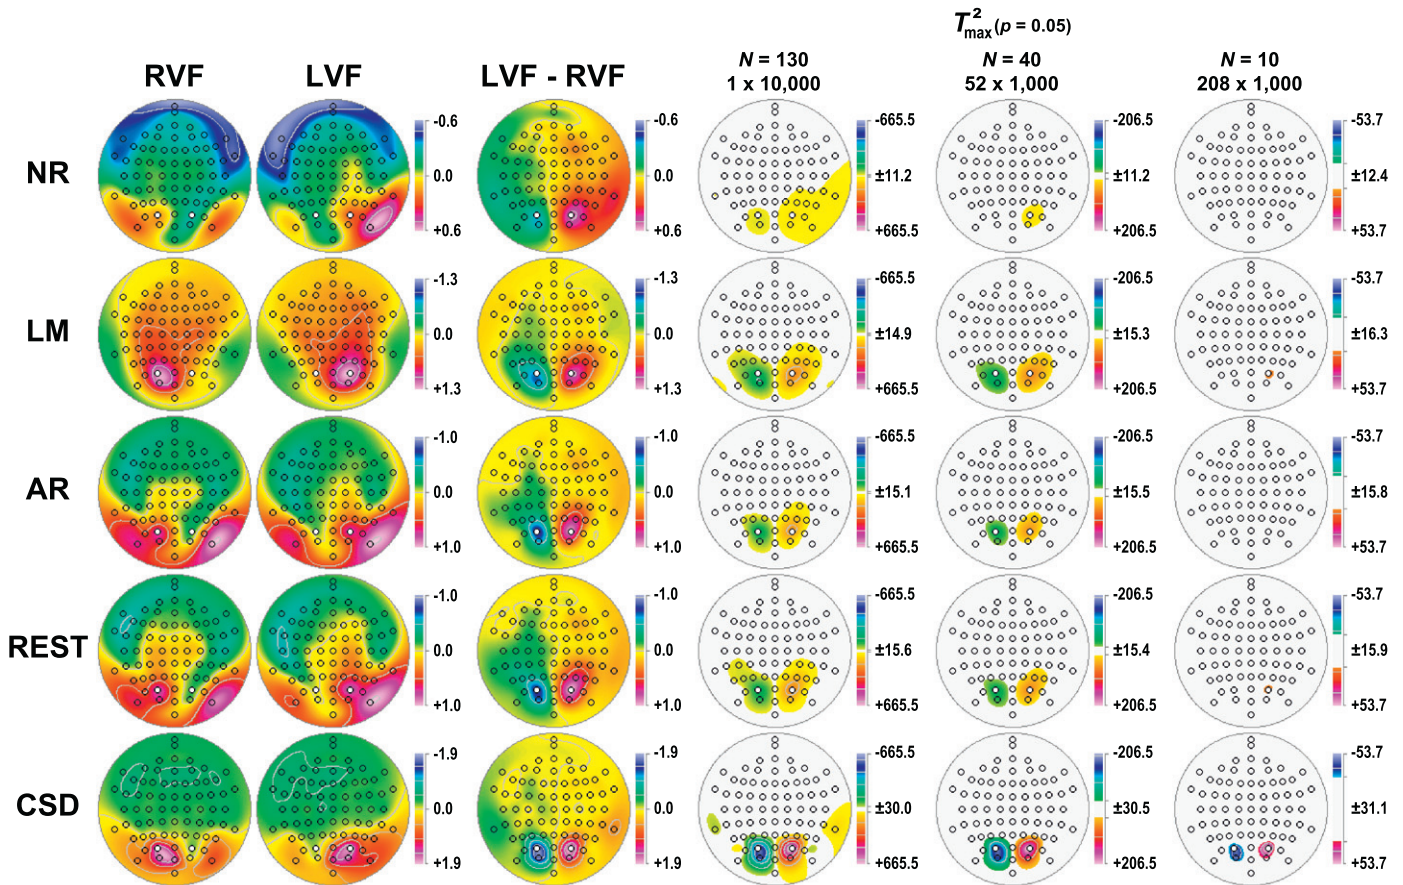 T²max (p = 0.05)
RVF LVF LVF - RVF N = 130 N = 40 N = 10
1 x 10,000 52 x 1,000 208 x 1,000
NR
-0.6 -0.6 -665.5 -206.5 -53.7
0.0 0.0 ±11.2 ±11.2 ±12.4
+0.6 +0.6 +665.5 +206.5 +53.7
LM
-1.3 -1.3 -665.5 -206.5 -53.7
0.0 0.0 ±14.9 ±15.3 ±16.3
+1.3 +1.3 +665.5 +206.5 +53.7
AR
-1.0 -1.0 -665.5 -206.5 -53.7
0.0 0.0 ±15.1 ±15.5 ±15.8
+1.0 +1.0 +665.5 +206.5 +53.7
REST
-1.0 -1.0 -665.5 -206.5 -53.7
0.0 0.0 ±15.6 ±15.4 ±15.9
+1.0 +1.0 +665.5 +206.5 +53.7
CSD
-1.9 -1.9 -665.5 -206.5 -53.7
0.0 0.0 ±30.0 ±30.5 ±31.1
+1.9 +1.9 +665.5 +206.5 +53.7